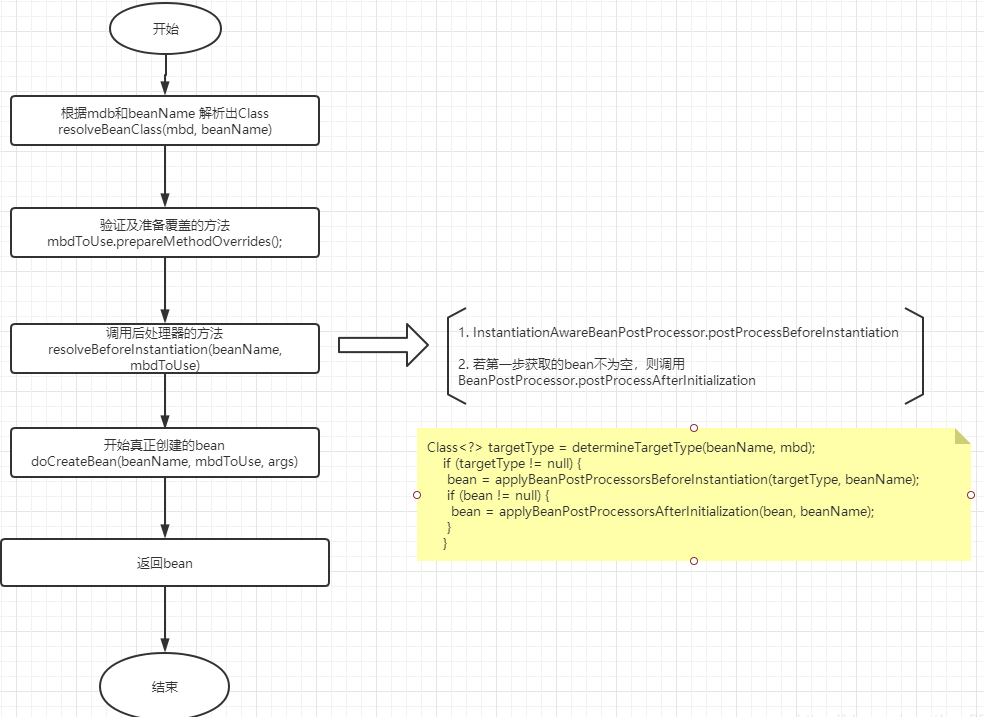 开始
根据mdb和beanName 解析出Class
resolveBeanClass(mbd, beanName)
验证及准备覆盖的方法
mbdToUse.prepareMethodOverrides();
调用后处理器的方法
resolveBeforeInstantiation(beanName,
mbdToUse)
1. InstantiationAwareBeanPostProcessor.postProcessBeforeInstantiation
2. 若第一步获取的bean不为空，则调用
BeanPostProcessor.postProcessAfterInitialization
开始真正创建的bean
doCreateBean(beanName, mbdToUse, args)
Class<?> targetType = determineTargetType(beanName, mbd);
if (targetType != null) {
bean = applyBeanPostProcessorsBeforeInstantiation(targetType, beanName);
if (bean != null) {
bean = applyBeanPostProcessorsAfterInitialization(bean, beanName);
}
}
返回bean
结束